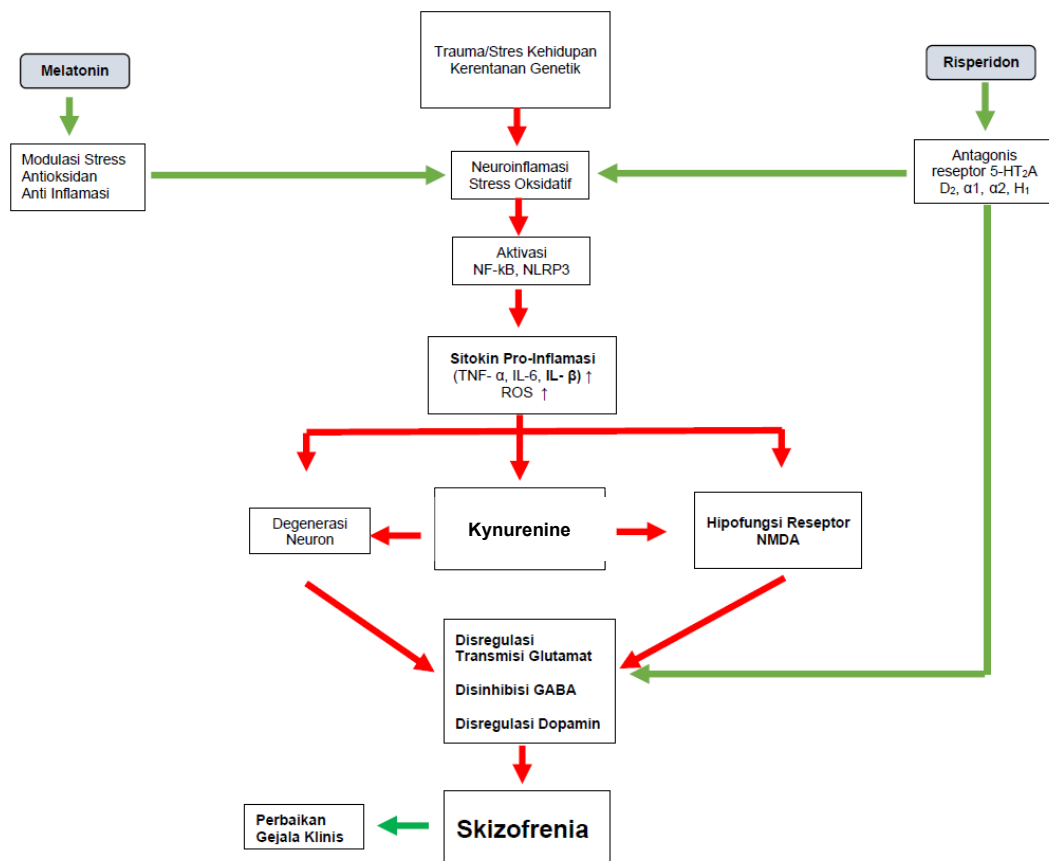 Trauma/Stres Kehidupan
Kerentanan Genetik
Melatonin
Risperidon
Modulasi Stress
Antioksidan
Anti Inflamasi
Neuroinflamasi
Stress Oksidatif
Antagonis
reseptor 5-HT₂A
D₂, α1, α2, H₁
Aktivasi
NF-kB, NLRP3
Sitokin Pro-Inflamasi
(TNF- α, IL-6, IL- β) ↑
ROS ↑
Degenerasi
Neuron
Kynurenine
Hipofungsi Reseptor
NMDA
Disregulasi
Transmisi Glutamat
Disinhibisi GABA
Disregulasi Dopamin
Perbaikan
Gejala Klinis
Skizofrenia